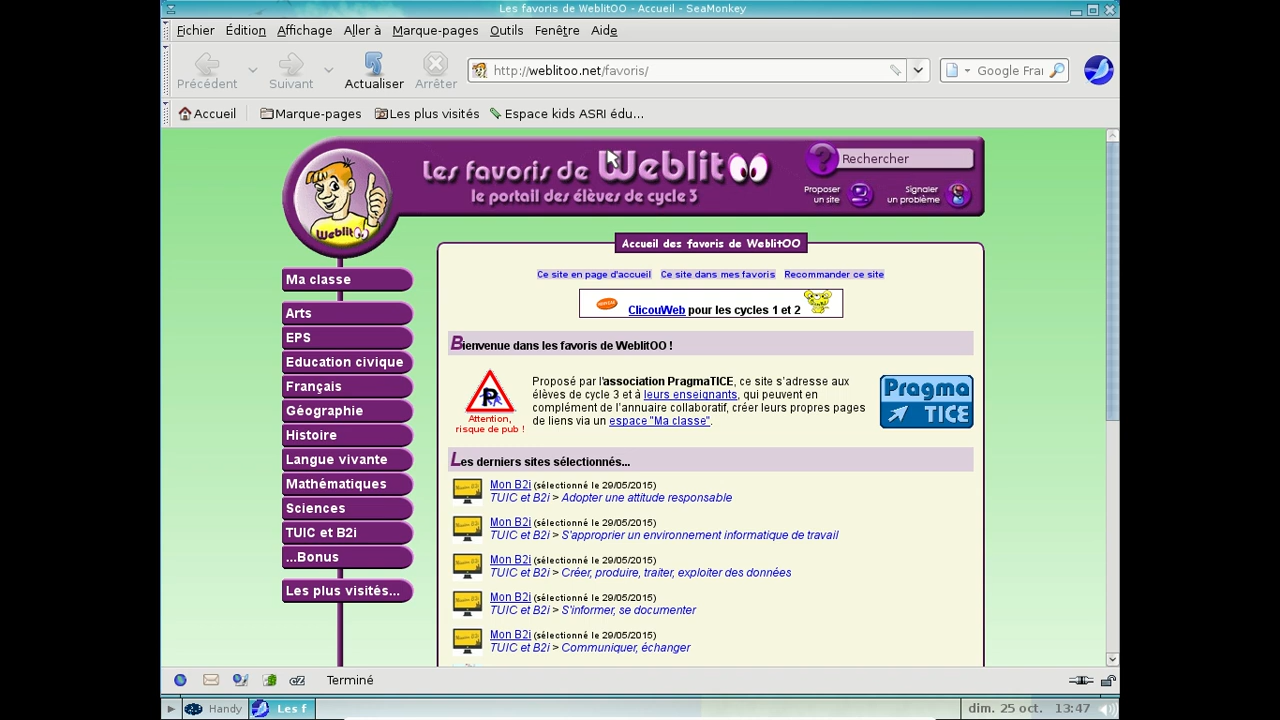 Les favoris de WeblitOO - Accueil - SeaMonkey
Fichier Édition Affichage Aller à Marque-pages Outils Fenêtre Aide
Précédent Suivant Actualiser Arrêter
http://weblitoo.net/favoris/
Google Frar
Accueil Marque-pages Les plus visités Espace kids ASRI édu...
Les favoris de Weblitoo
le portail des élèves de cycle 3
? Rechercher
Proposer un site
Signaler un problème
Weblitoo
Accueil des favoris de WeblitOO
Ce site en page d'accueil Ce site dans mes favoris Recommander ce site
ClicouWeb pour les cycles 1 et 2
Ma classe
Arts
EPS
Education civique
Français
Géographie
Histoire
Langue vivante
Mathématiques
Sciences
TUIC et B2i
...Bonus
Les plus visités...
Bienvenue dans les favoris de WeblitOO !
P
Attention,
risque de pub !
Proposé par l'association PragmaTICE, ce site s'adresse aux
élèves de cycle 3 et à leurs enseignants, qui peuvent en
complément de l'annuaire collaboratif, créer leurs propres pages
de liens via un espace "Ma classe".
Pragma
TICE
Les derniers sites sélectionnés...
Mon B2i (sélectionné le 29/05/2015)
TUIC et B2i > Adopter une attitude responsable
Mon B2i (sélectionné le 29/05/2015)
TUIC et B2i > S'approprier un environnement informatique de travail
Mon B2i (sélectionné le 29/05/2015)
TUIC et B2i > Créer, produire, traiter, exploiter des données
Mon B2i (sélectionné le 29/05/2015)
TUIC et B2i > S'informer, se documenter
Mon B2i (sélectionné le 29/05/2015)
TUIC et B2i > Communiquer, échanger
Terminé
Handy Les f
dim. 25 oct. 13:47